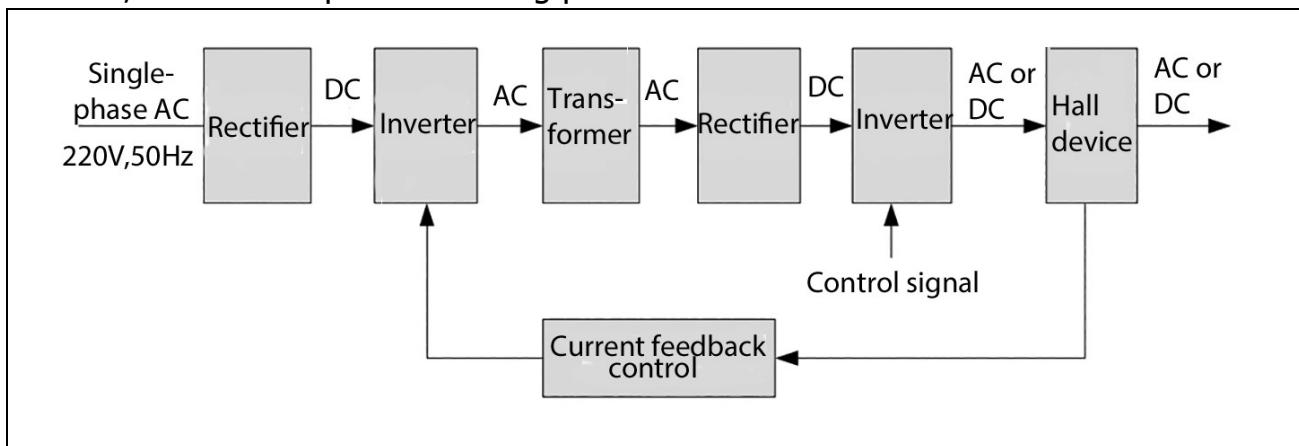 Single-
phase AC
220V,50Hz
Rectifier
DC
Inverter
AC
Trans-
former
AC
Rectifier
DC
Inverter
AC or
DC
Hall
device
AC or
DC
Control signal
Current feedback
control